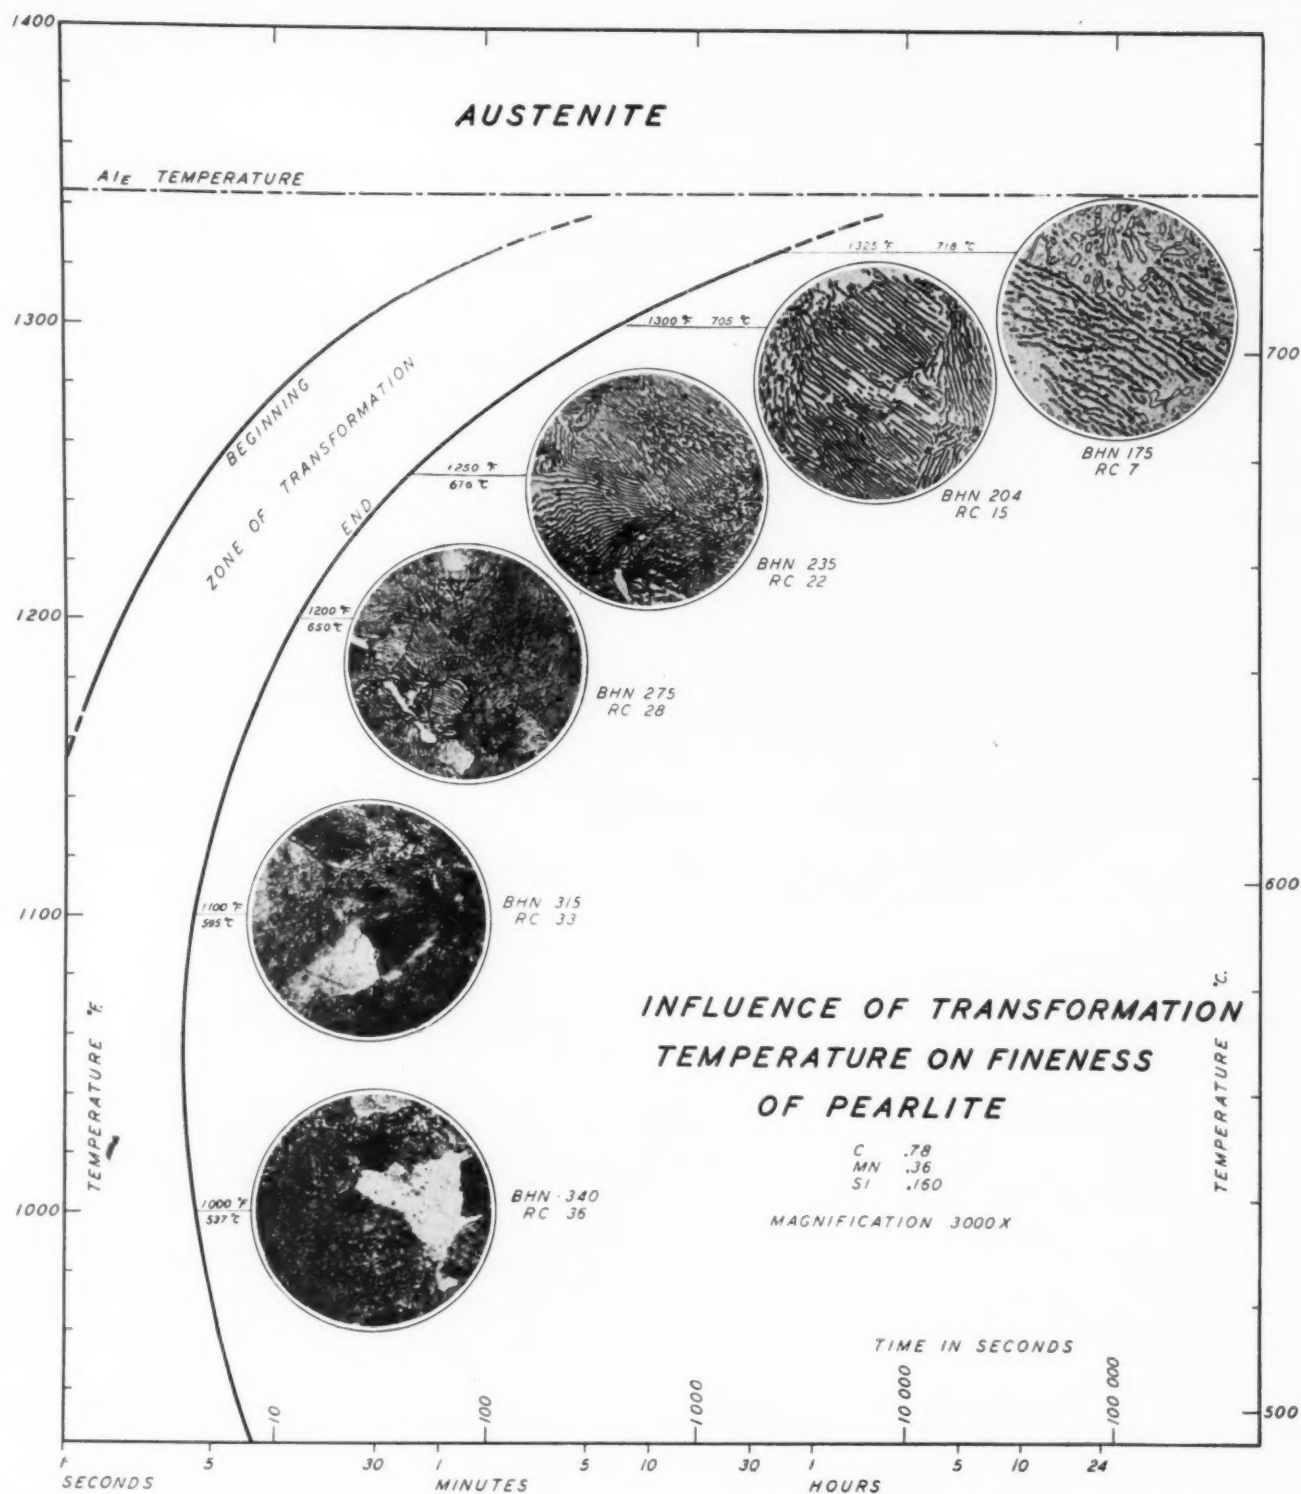 1400
AUSTENITE
A1E TEMPERATURE
1325 °F 718 °C
1300
1300 °F 705 °C
700
BEGINNING
ZONE OF TRANSFORMATION
END
BHN 175
RC 7
1250 °F
676 °C
BHN 204
RC 15
BHN 235
RC 22
1200
1200 °F
650 °C
BHN 275
RC 28
600
1100
1100 °F
595 °C
BHN 315
RC 33
TEMPERATURE °F.
TEMPERATURE °C.
INFLUENCE OF TRANSFORMATION
TEMPERATURE ON FINENESS
OF PEARLITE
C .78
MN .36
SI .160
MAGNIFICATION 3000X
1000
1000 °F
537 °C
BHN 340
RC 36
TIME IN SECONDS
10 100 1000 10 000 100 000
500
1 5 30 1 5 10 30 1 5 10 24
SECONDS MINUTES HOURS